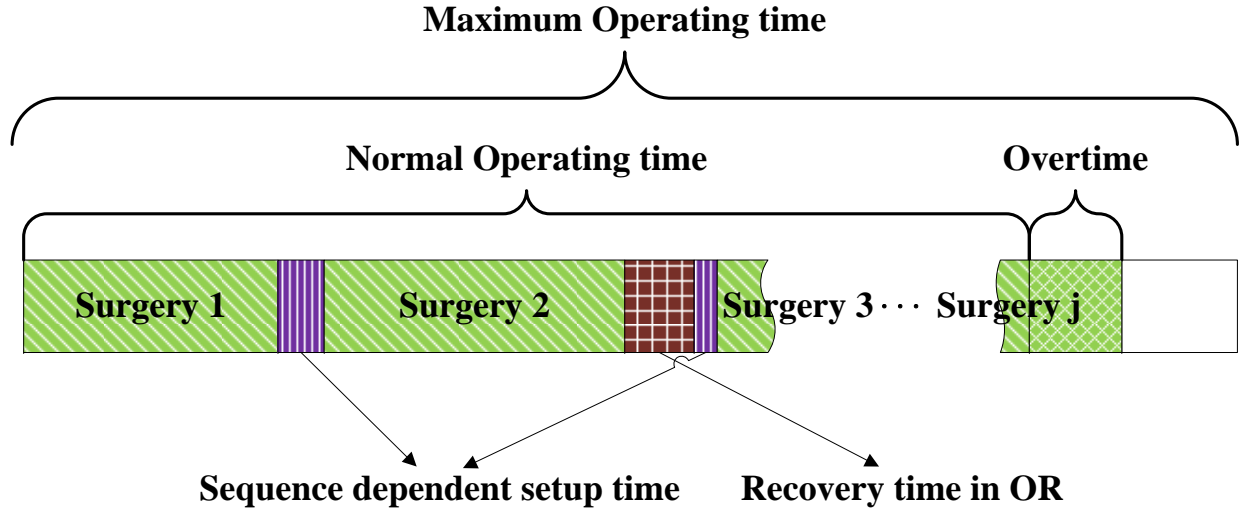 Maximum Operating time
Normal Operating time Overtime
Surgery 1 Surgery 2 Surgery 3 ··· Surgery j
Sequence dependent setup time Recovery time in OR